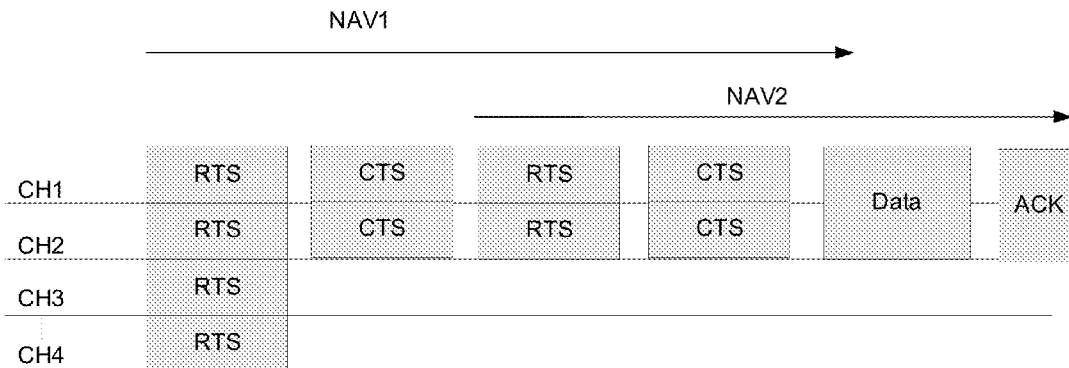 NAV1
NAV2
CH1 RTS CTS RTS CTS Data ACK
CH2 RTS CTS RTS CTS
CH3 RTS
CH4 RTS